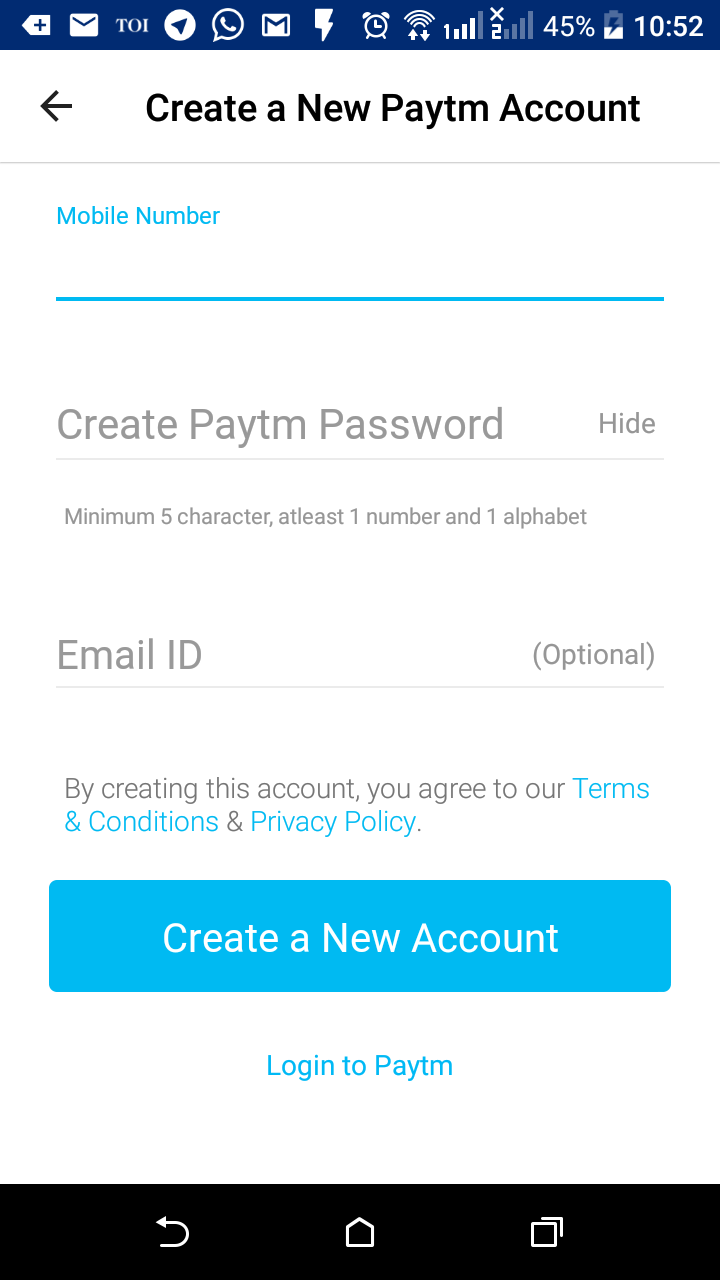 TOI 1 2 45% 10:52
Create a New Paytm Account
Mobile Number
Create Paytm Password Hide
Minimum 5 character, atleast 1 number and 1 alphabet
Email ID (Optional)
By creating this account, you agree to our Terms
& Conditions & Privacy Policy.
Create a New Account
Login to Paytm